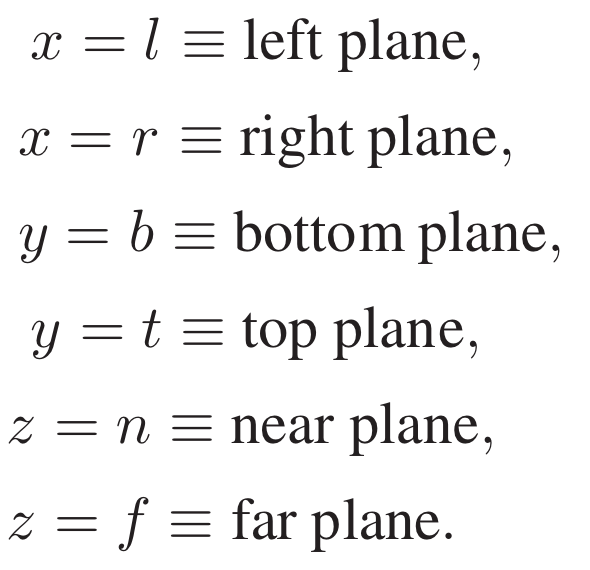 x = l ≡ left plane,
x = r ≡ right plane,
y = b ≡ bottom plane,
y = t ≡ top plane,
z = n ≡ near plane,
z = f ≡ far plane.